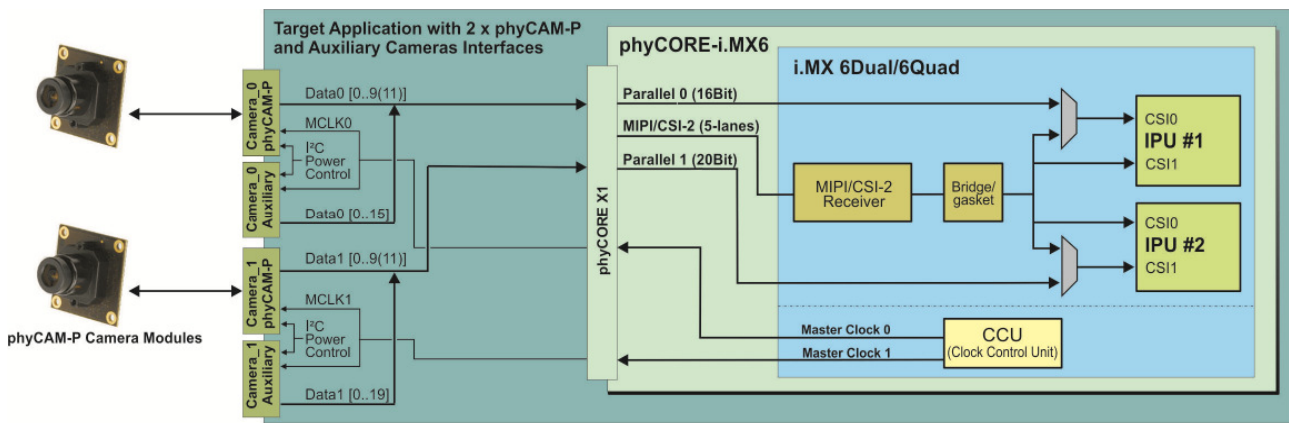 Target Application with 2 x phyCAM-P
and Auxiliary Cameras Interfaces
phyCORE-i.MX6
i.MX 6Dual/6Quad
Camera_0
phyCAM-P
Data0 [0..9(11)]
MCLK0
I²C
Power
Control
Camera_0
Auxiliary
Data0 [0..15]
Camera_1
phyCAM-P
Data1 [0..9(11)]
MCLK1
I²C
Power
Control
Camera_1
Auxiliary
Data1 [0..19]
phyCAM-P Camera Modules
phyCORE X1
Parallel 0 (16Bit)
MIPI/CSI-2 (5-lanes)
Parallel 1 (20Bit)
MIPI/CSI-2
Receiver
Bridge/
gasket
CSI0
IPU #1
CSI1
CSI0
IPU #2
CSI1
Master Clock 0
Master Clock 1
CCU
(Clock Control Unit)